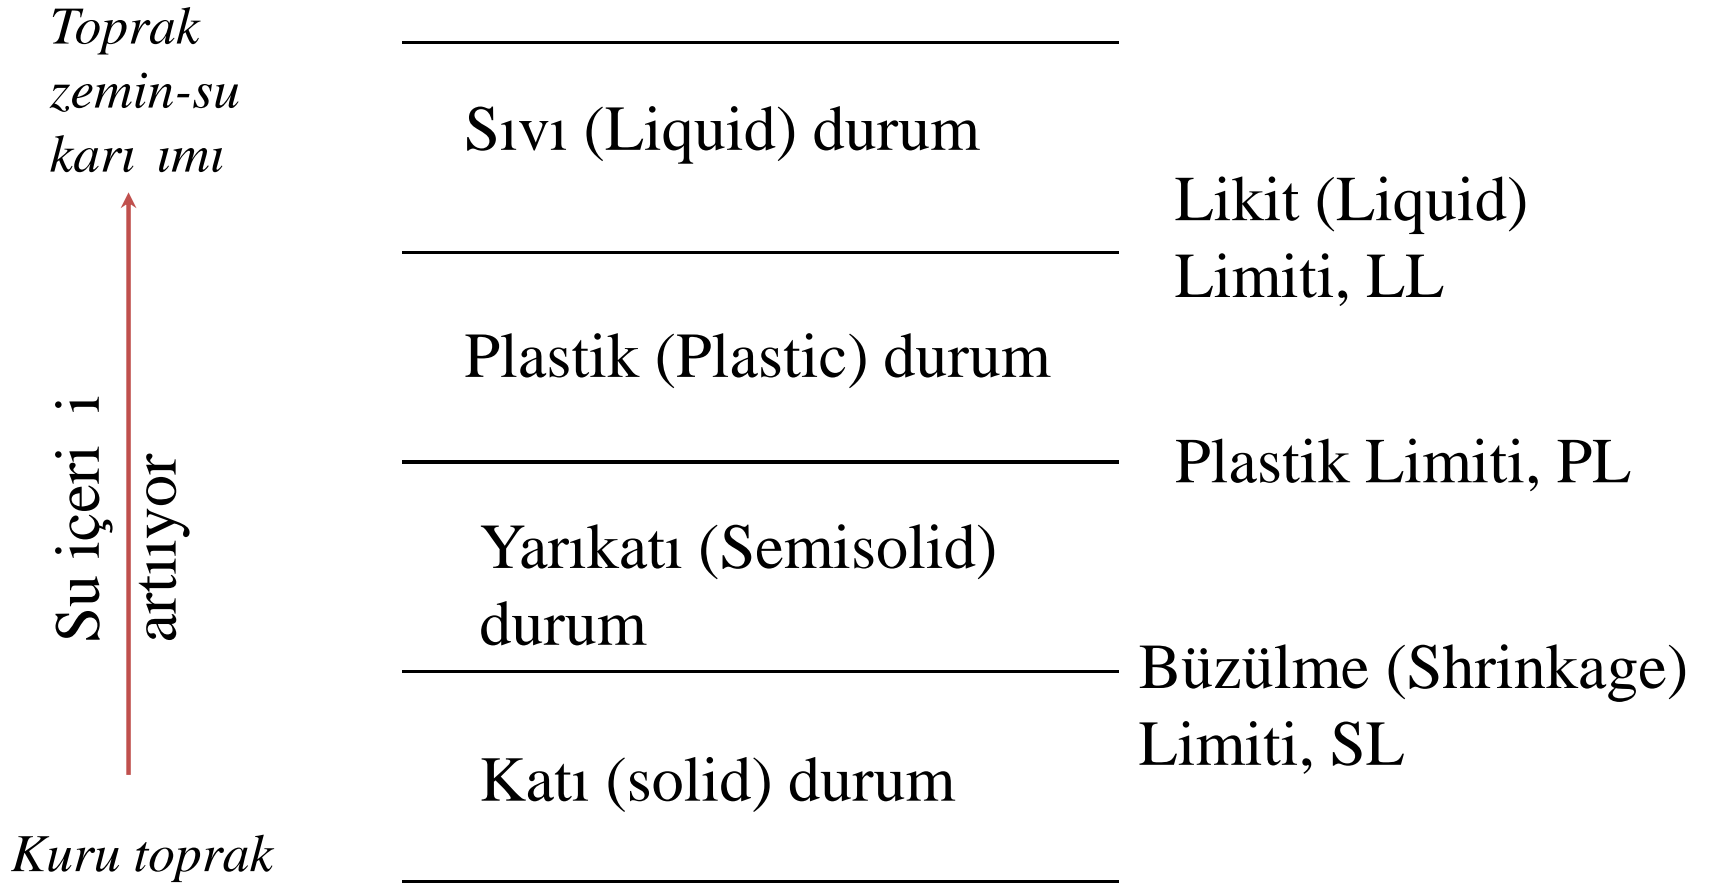 Toprak
zemin-su
karı ımı
Sıvı (Liquid) durum
Likit (Liquid)
Limiti, LL
Plastik (Plastic) durum
Plastik Limiti, PL
Su içeri i
artııyor
Yarıkatı (Semisolid)
durum
Büzülme (Shrinkage)
Limiti, SL
Katı (solid) durum
Kuru toprak